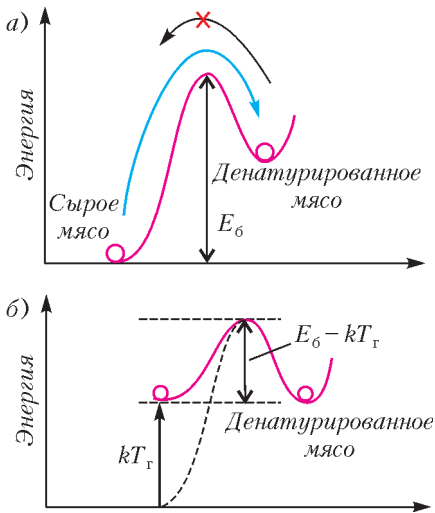 а)
Энергия
Сырое
мясо
Денатурированное
мясо
Eб
б)
Энергия
Eб – kTг
Денатурированное
мясо
kTг